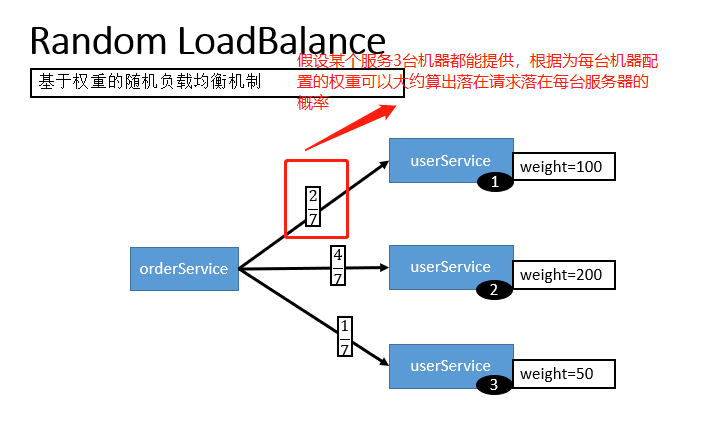 Random LoadBalance
假设某个服务3台机器都能提供，根据为每台机器配
置的权重可以大约算出落在请求落在每台服务器的
概率
基于权重的随机负载均衡机制
userService
1
weight=100
2
7
orderService
4
7
userService
2
weight=200
1
7
userService
3
weight=50